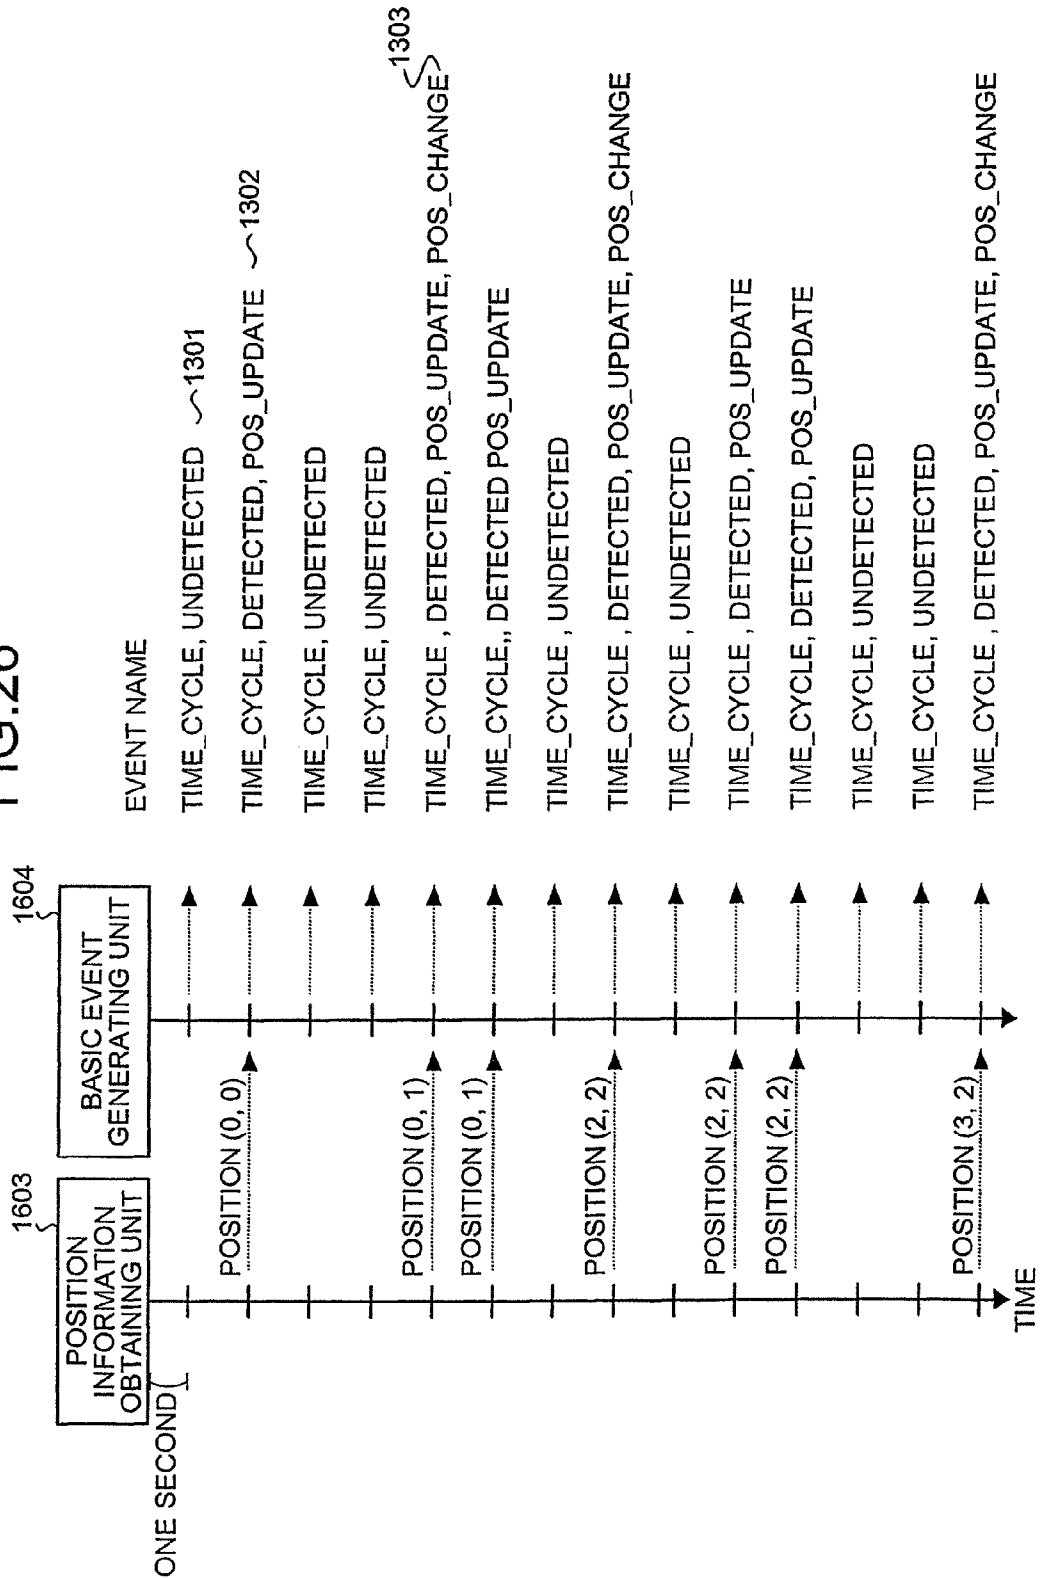 1603
POSITION
INFORMATION
OBTAINING UNIT
1604
BASIC EVENT
GENERATING UNIT
ONE SECOND
EVENT NAME
TIME_CYCLE, UNDETECTED 1301
POSITION (0, 0)
TIME_CYCLE, DETECTED, POS_UPDATE 1302
TIME_CYCLE, UNDETECTED
TIME_CYCLE, UNDETECTED
1303
POSITION (0, 1)
TIME_CYCLE , DETECTED, POS_UPDATE, POS_CHANGE
POSITION (0, 1)
TIME_CYCLE,, DETECTED POS_UPDATE
TIME_CYCLE , UNDETECTED
POSITION (2, 2)
TIME_CYCLE , DETECTED, POS_UPDATE, POS_CHANGE
TIME_CYCLE , UNDETECTED
POSITION (2, 2)
TIME_CYCLE , DETECTED, POS_UPDATE
POSITION (2, 2)
TIME_CYCLE, DETECTED, POS_UPDATE
TIME_CYCLE, UNDETECTED
TIME_CYCLE, UNDETECTED
POSITION (3, 2)
TIME_CYCLE , DETECTED, POS_UPDATE, POS_CHANGE
TIME